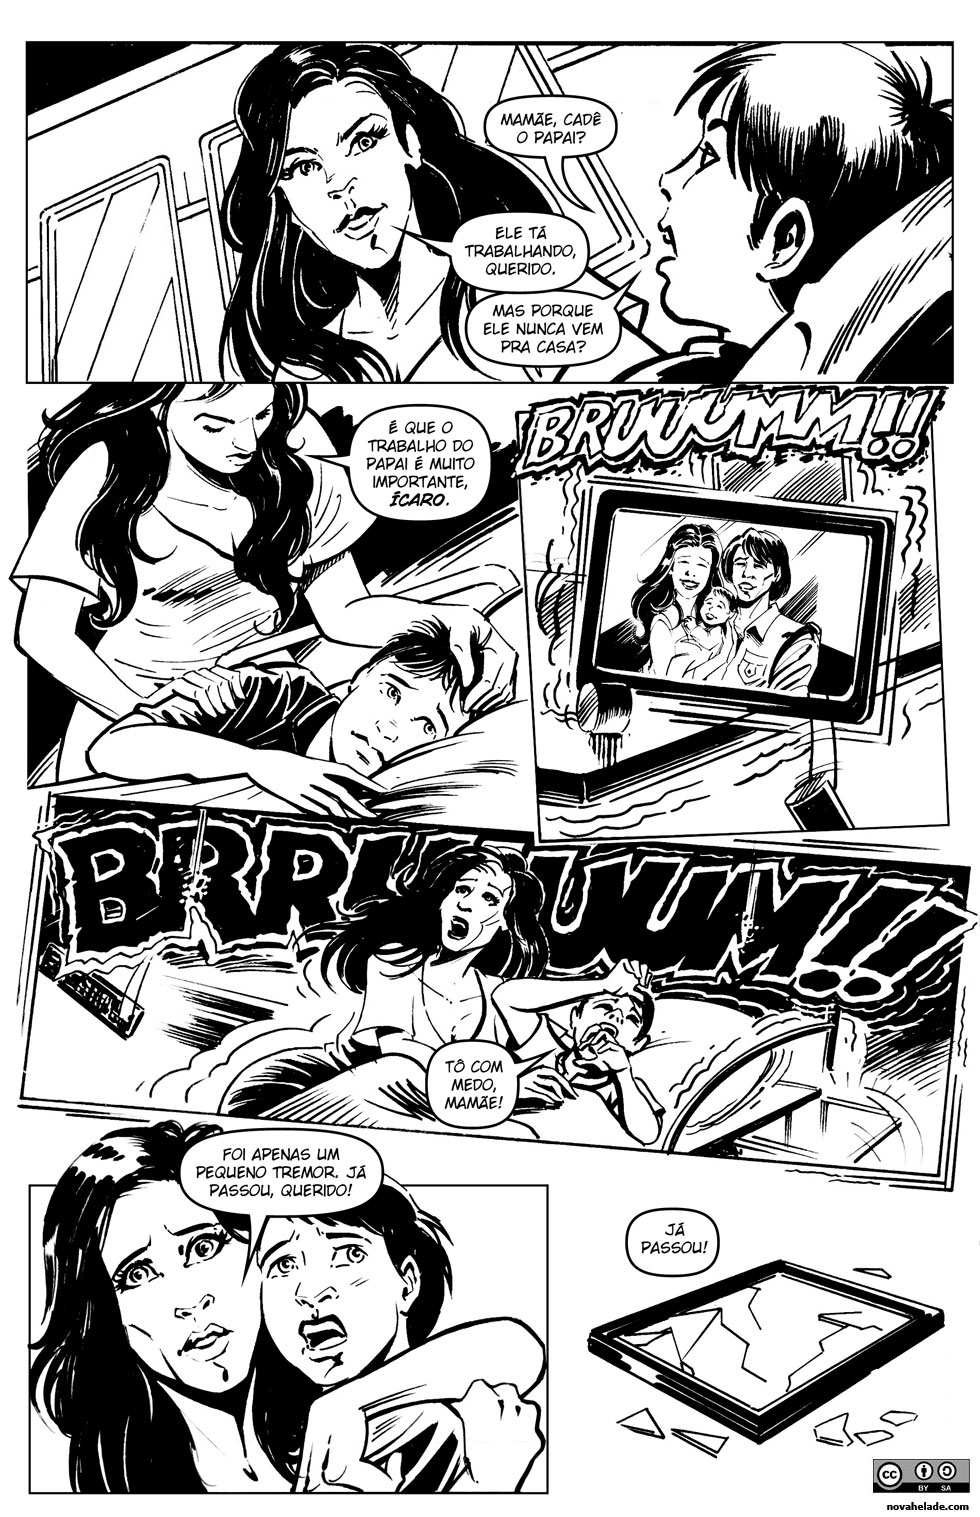 MAMÃE, CADÊ
O PAPAI?
ELE TÁ
TRABALHANDO,
QUERIDO.
MAS PORQUE
ELE NUNCA VEM
PRA CASA?
É QUE O
TRABALHO DO
PAPAI É MUITO
IMPORTANTE,
ÍCARO.
BRUUUMM!!
BRRUUUUUM!!
TÔ COM
MEDO,
MAMÃE!
FOI APENAS UM
PEQUENO TREMOR. JÁ
PASSOU, QUERIDO!
JÁ
PASSOU!
cc
BY SA
novahelade.com